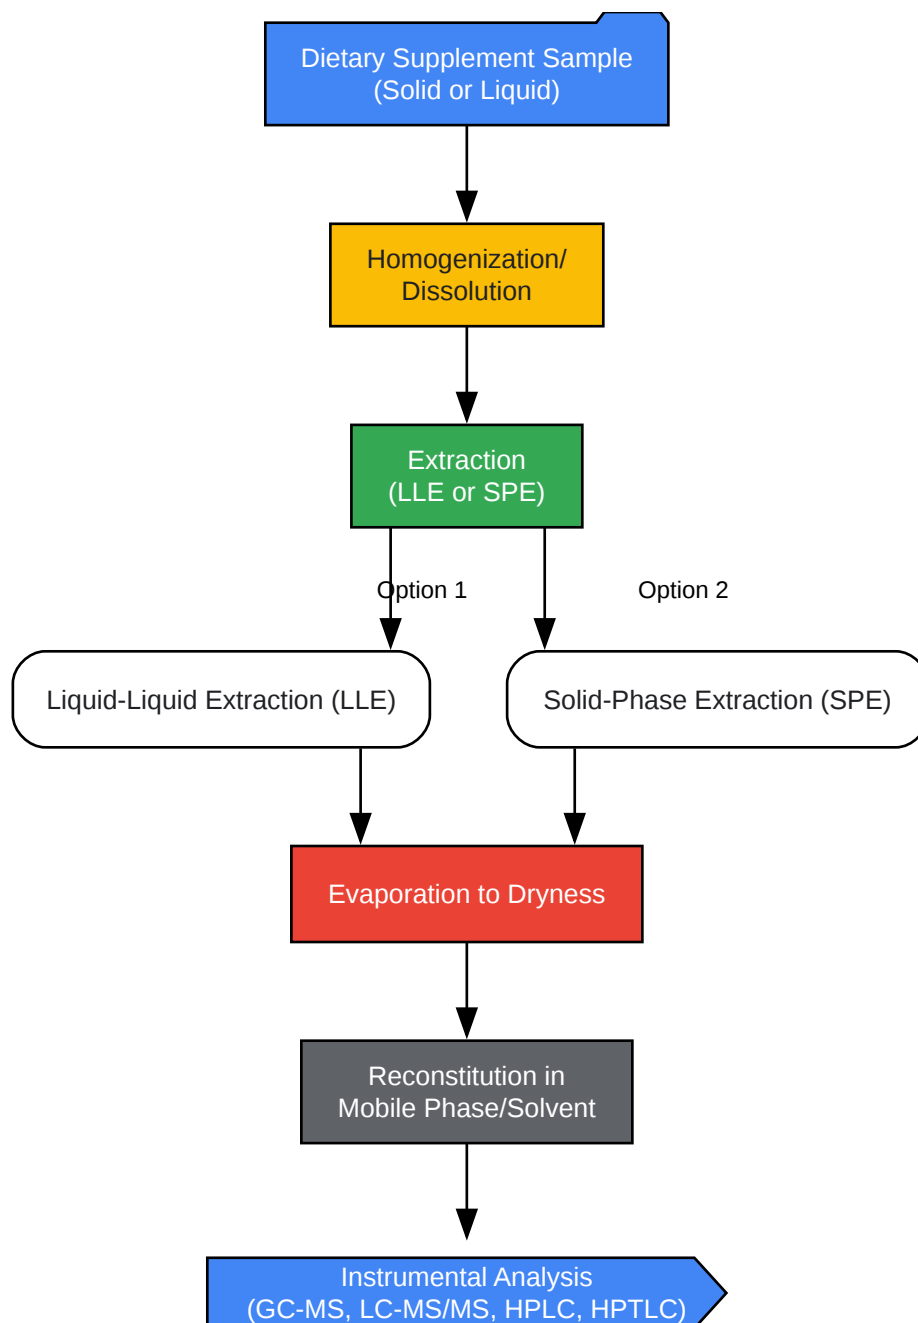 Dietary Supplement Sample
(Solid or Liquid)
Homogenization/
Dissolution
Extraction
(LLE or SPE)
Option 1
Option 2
Liquid-Liquid Extraction (LLE)
Solid-Phase Extraction (SPE)
Evaporation to Dryness
Reconstitution in
Mobile Phase/Solvent
Instrumental Analysis
(GC-MS, LC-MS/MS, HPLC, HPTLC)